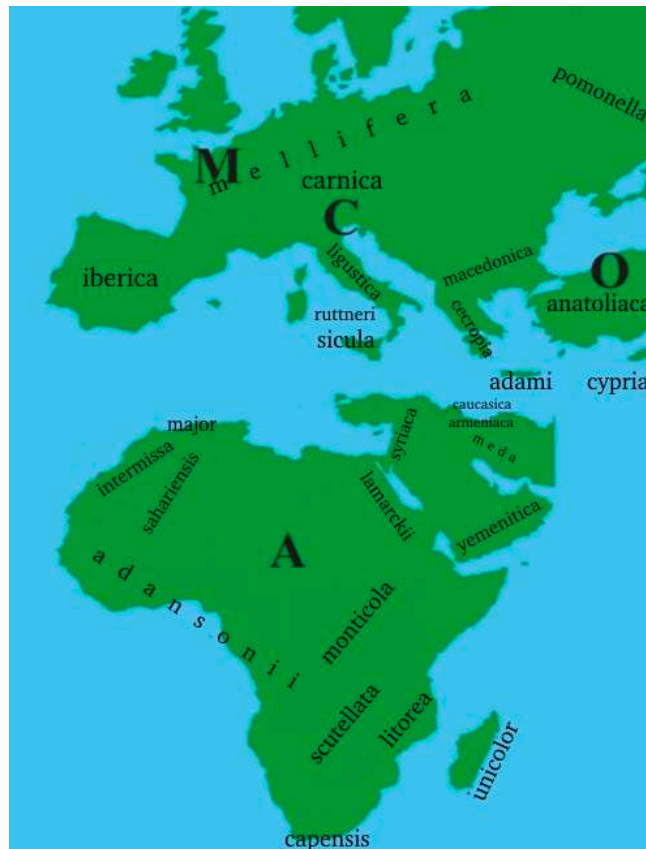 pomonella
mellifera
M
carnica
C
ligustica
iberica
macedonica
O
anatoliaca
ruttneri
sicula
cecropia
adami
cypria
caucasica
armeniaca
major
syriaca
meda
intermissa
sahariensis
lamarckii
yemenitica
A
adansonii
monticola
scutellata
litorea
unicolor
capensis